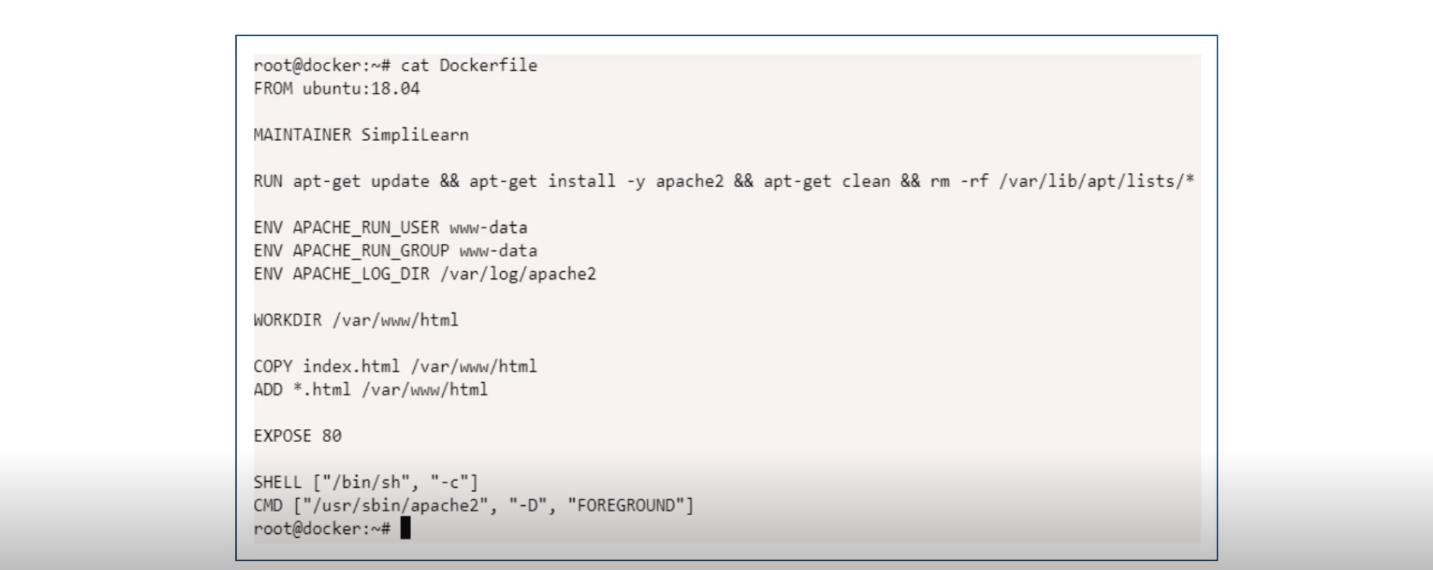 root@docker:~# cat Dockerfile
FROM ubuntu:18.04
MAINTAINER SimpliLearn
RUN apt-get update && apt-get install -y apache2 && apt-get clean && rm -rf /var/lib/apt/lists/*
ENV APACHE_RUN_USER www-data
ENV APACHE_RUN_GROUP www-data
ENV APACHE_LOG_DIR /var/log/apache2
WORKDIR /var/www/html
COPY index.html /var/www/html
ADD *.html /var/www/html
EXPOSE 80
SHELL ["/bin/sh", "-c"]
CMD ["/usr/sbin/apache2", "-D", "FOREGROUND"]
root@docker:~#